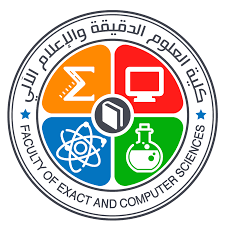 كلية العلوم الدقيقة والإعلام الآلي
FACULTY OF EXACT AND COMPUTER SCIENCES